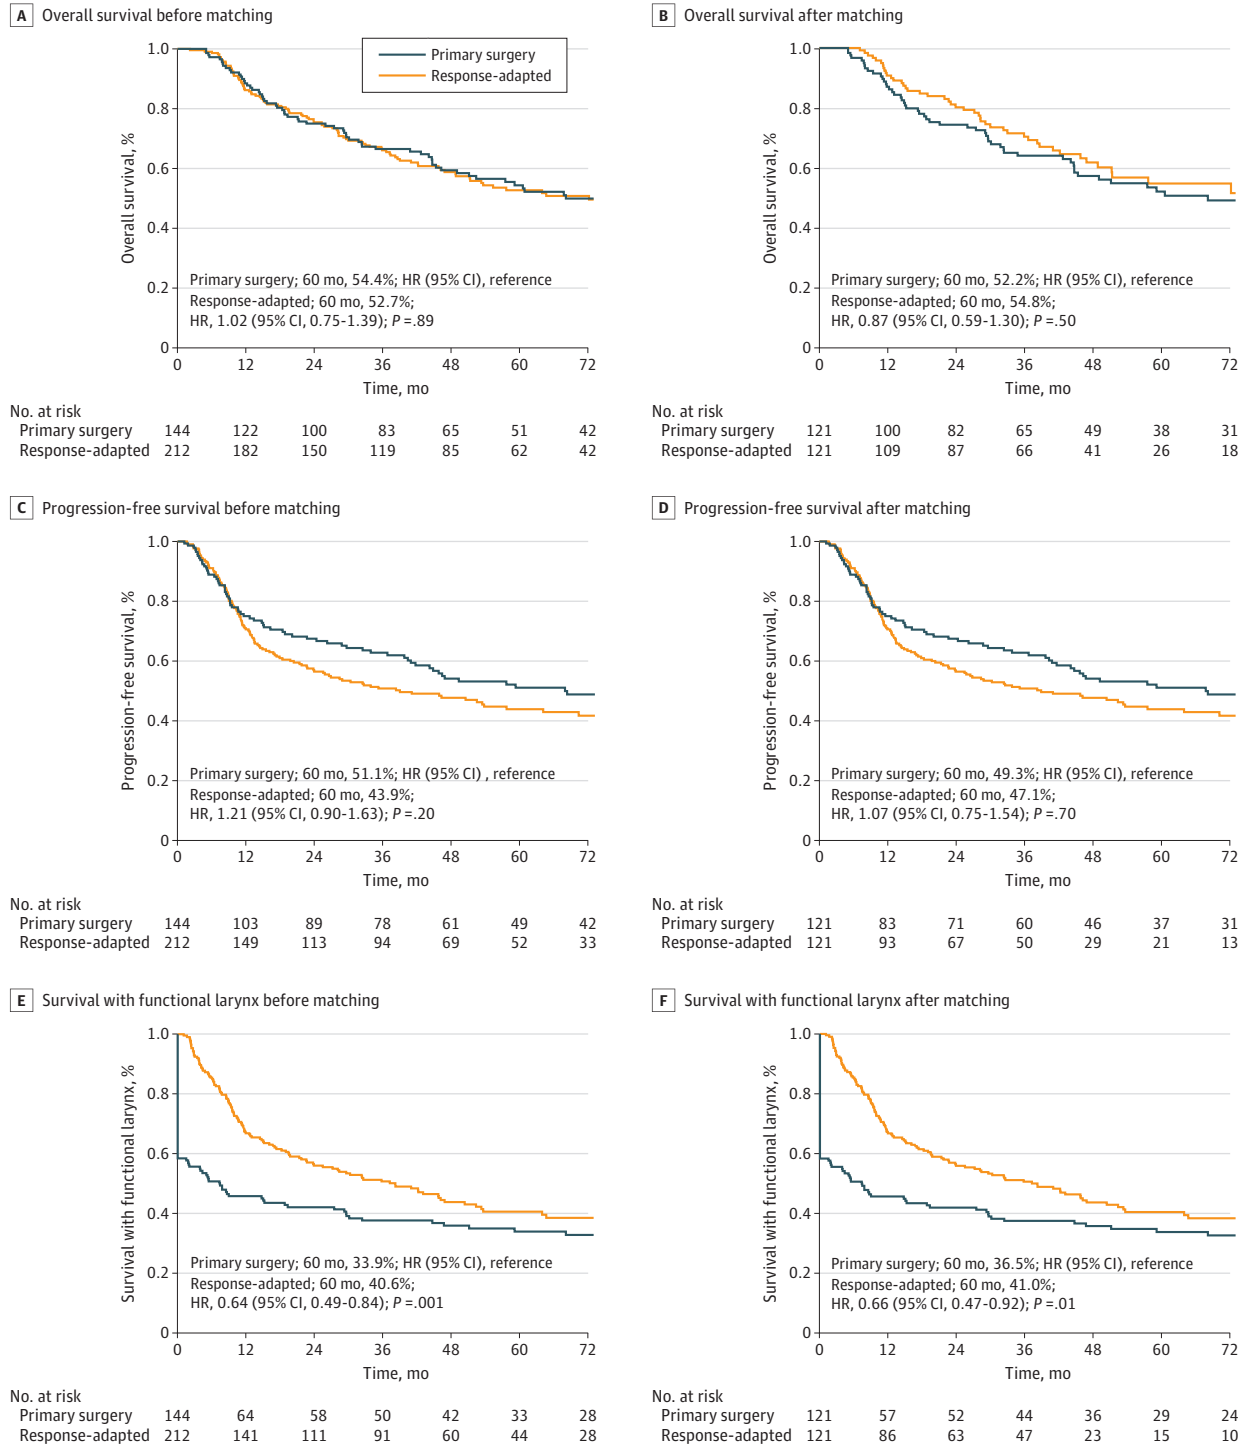 A Overall survival before matching
1.0
0.8
0.6
0.4
0.2
0
Overall survival, %
Primary surgery
Response-adapted
Primary surgery; 60 mo, 54.4%; HR (95% CI), reference
Response-adapted; 60 mo, 52.7%;
HR, 1.02 (95% CI, 0.75-1.39); P =.89
0 12 24 36 48 60 72
Time, mo
No. at risk
Primary surgery 144 122 100 83 65 51 42
Response-adapted 212 182 150 119 85 62 42
B Overall survival after matching
1.0
0.8
0.6
0.4
0.2
0
Overall survival, %
Primary surgery; 60 mo, 52.2%; HR (95% CI), reference
Response-adapted; 60 mo, 54.8%;
HR, 0.87 (95% CI, 0.59-1.30); P =.50
0 12 24 36 48 60 72
Time, mo
No. at risk
Primary surgery 121 100 82 65 49 38 31
Response-adapted 121 109 87 66 41 26 18
C Progression-free survival before matching
1.0
0.8
0.6
0.4
0.2
0
Progression-free survival, %
Primary surgery; 60 mo, 51.1%; HR (95% CI) , reference
Response-adapted; 60 mo, 43.9%;
HR, 1.21 (95% CI, 0.90-1.63); P =.20
0 12 24 36 48 60 72
Time, mo
No. at risk
Primary surgery 144 103 89 78 61 49 42
Response-adapted 212 149 113 94 69 52 33
D Progression-free survival after matching
1.0
0.8
0.6
0.4
0.2
0
Progression-free survival, %
Primary surgery; 60 mo, 49.3%; HR (95% CI), reference
Response-adapted; 60 mo, 47.1%;
HR, 1.07 (95% CI, 0.75-1.54); P =.70
0 12 24 36 48 60 72
Time, mo
No. at risk
Primary surgery 121 83 71 60 46 37 31
Response-adapted 121 93 67 50 29 21 13
E Survival with functional larynx before matching
1.0
0.8
0.6
0.4
0.2
0
Survival with functional larynx, %
Primary surgery; 60 mo, 33.9%; HR (95% CI), reference
Response-adapted; 60 mo, 40.6%;
HR, 0.64 (95% CI, 0.49-0.84); P =.001
0 12 24 36 48 60 72
Time, mo
No. at risk
Primary surgery 144 64 58 50 42 33 28
Response-adapted 212 141 111 91 60 44 28
F Survival with functional larynx after matching
1.0
0.8
0.6
0.4
0.2
0
Survival with functional larynx, %
Primary surgery; 60 mo, 36.5%; HR (95% CI), reference
Response-adapted; 60 mo, 41.0%;
HR, 0.66 (95% CI, 0.47-0.92); P =.01
0 12 24 36 48 60 72
Time, mo
No. at risk
Primary surgery 121 57 52 44 36 29 24
Response-adapted 121 86 63 47 23 15 10